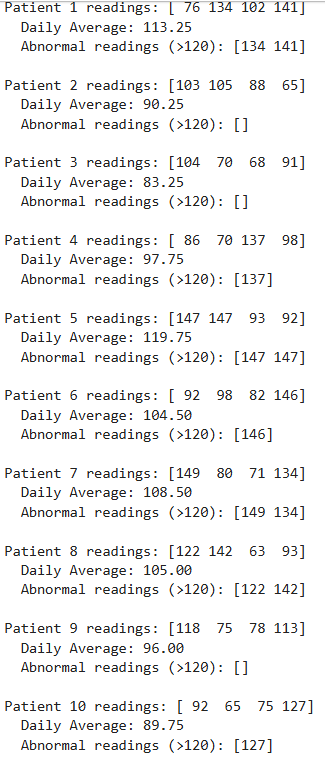 Patient 1 readings: [ 76 134 102 141]
  Daily Average: 113.25
  Abnormal readings (>120): [134 141]

Patient 2 readings: [103 105  88  65]
  Daily Average: 90.25
  Abnormal readings (>120): []

Patient 3 readings: [104  70  68  91]
  Daily Average: 83.25
  Abnormal readings (>120): []

Patient 4 readings: [ 86  70 137  98]
  Daily Average: 97.75
  Abnormal readings (>120): [137]

Patient 5 readings: [147 147  93  92]
  Daily Average: 119.75
  Abnormal readings (>120): [147 147]

Patient 6 readings: [ 92  98  82 146]
  Daily Average: 104.50
  Abnormal readings (>120): [146]

Patient 7 readings: [149  80  71 134]
  Daily Average: 108.50
  Abnormal readings (>120): [149 134]

Patient 8 readings: [122 142  63  93]
  Daily Average: 105.00
  Abnormal readings (>120): [122 142]

Patient 9 readings: [118  75  78 113]
  Daily Average: 96.00
  Abnormal readings (>120): []

Patient 10 readings: [ 92  65  75 127]
  Daily Average: 89.75
  Abnormal readings (>120): [127]